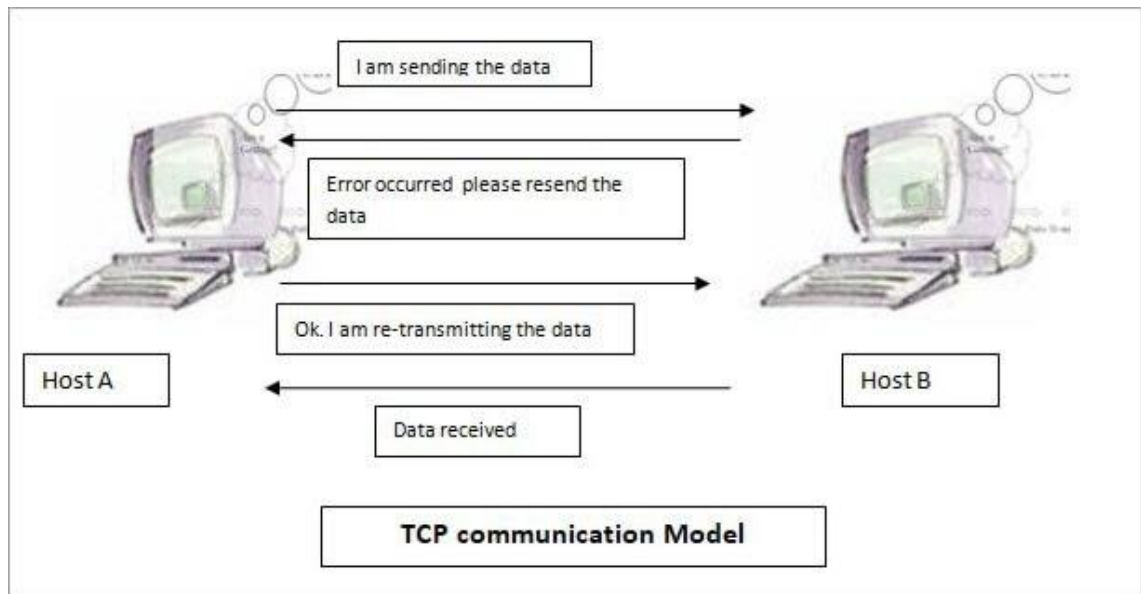 I am sending the data
Error occurred please resend the
data
Ok. I am re-transmitting the data
Host A
Host B
Data received
TCP communication Model